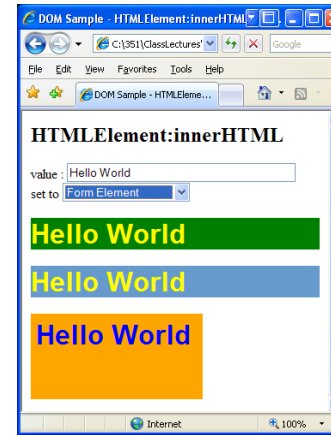 DOM Sample - HTMLElement:innerHTML
C:\351\ClassLectures'
Google
File Edit View Favorites Tools Help
DOM Sample - HTMLEleme...
HTMLElement:innerHTML
value : Hello World
set to Form Element
Hello World
Hello World
Hello World
Internet 100%